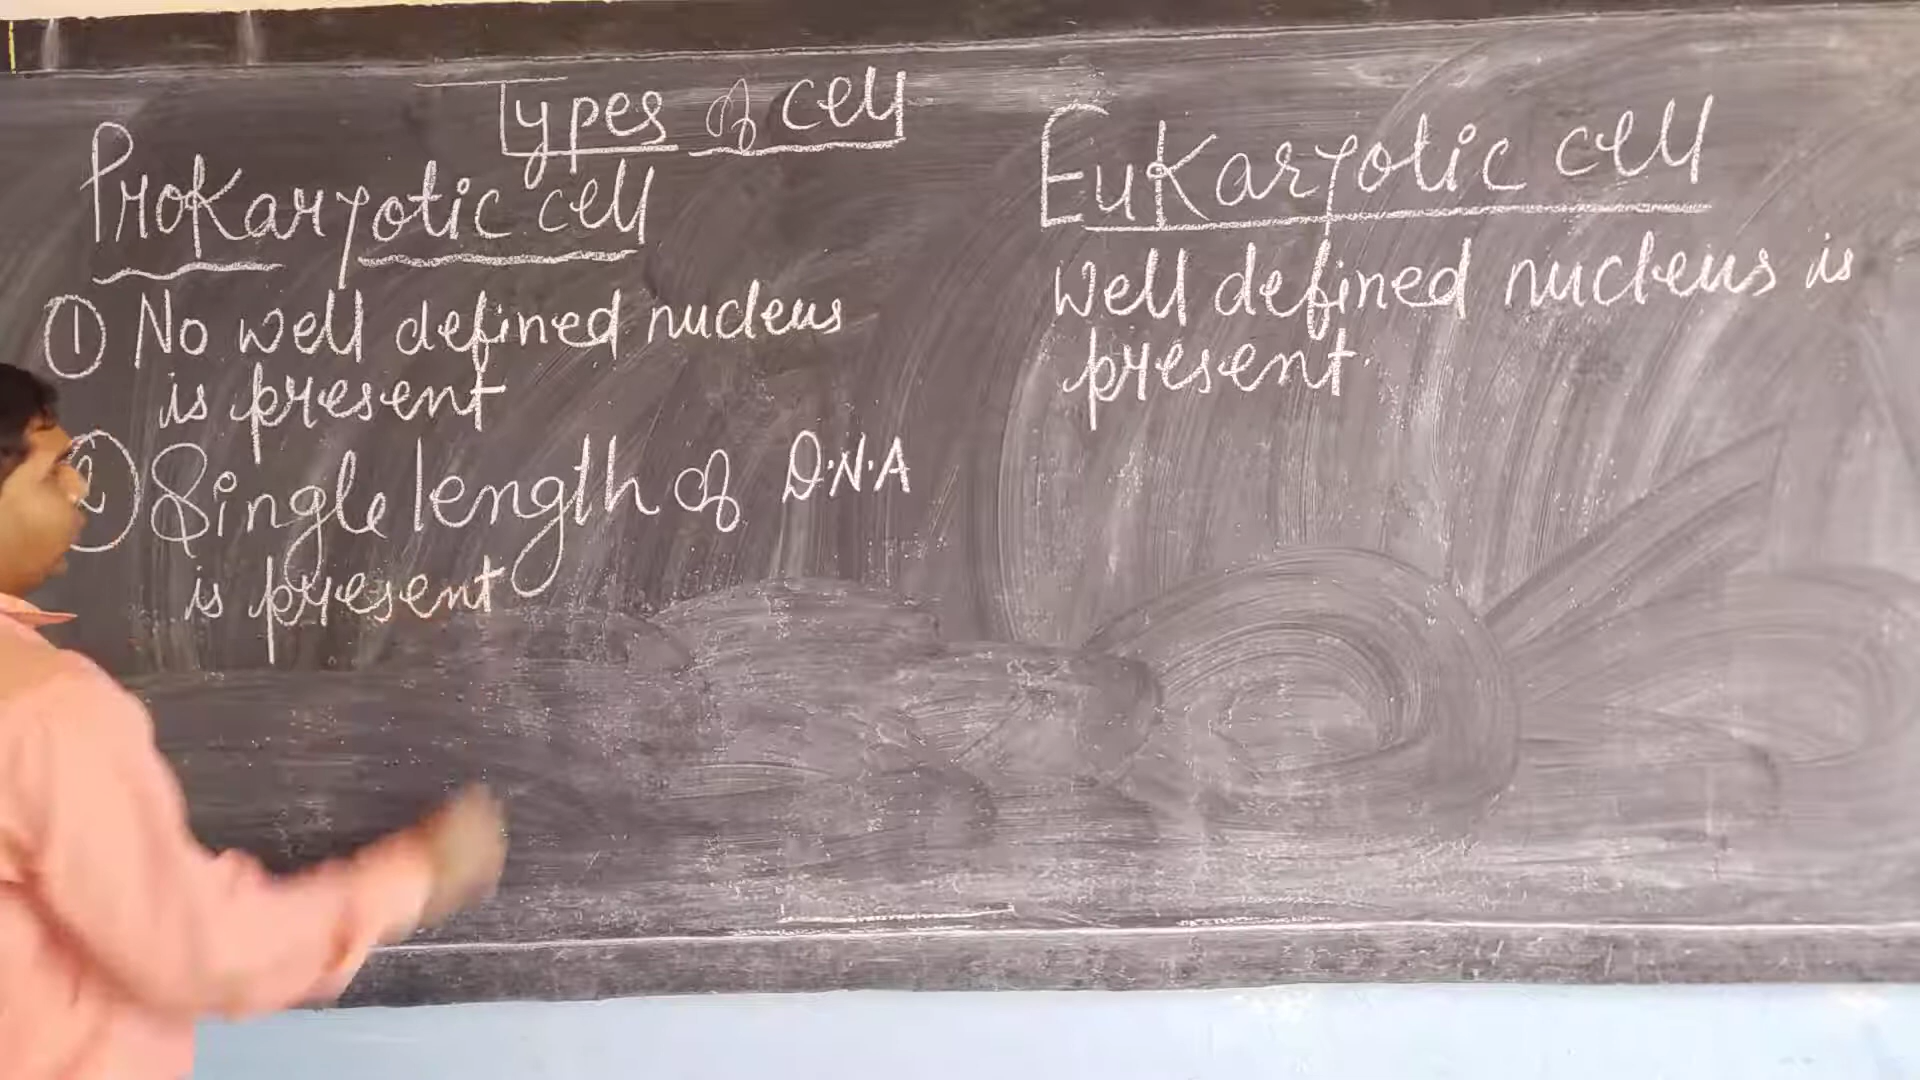 Types of cell
Prokaryotic cell
① No well defined nucleus
is present
② Single length of D.N.A
is present
Eukaryotic cell
Well defined nucleus is
present.